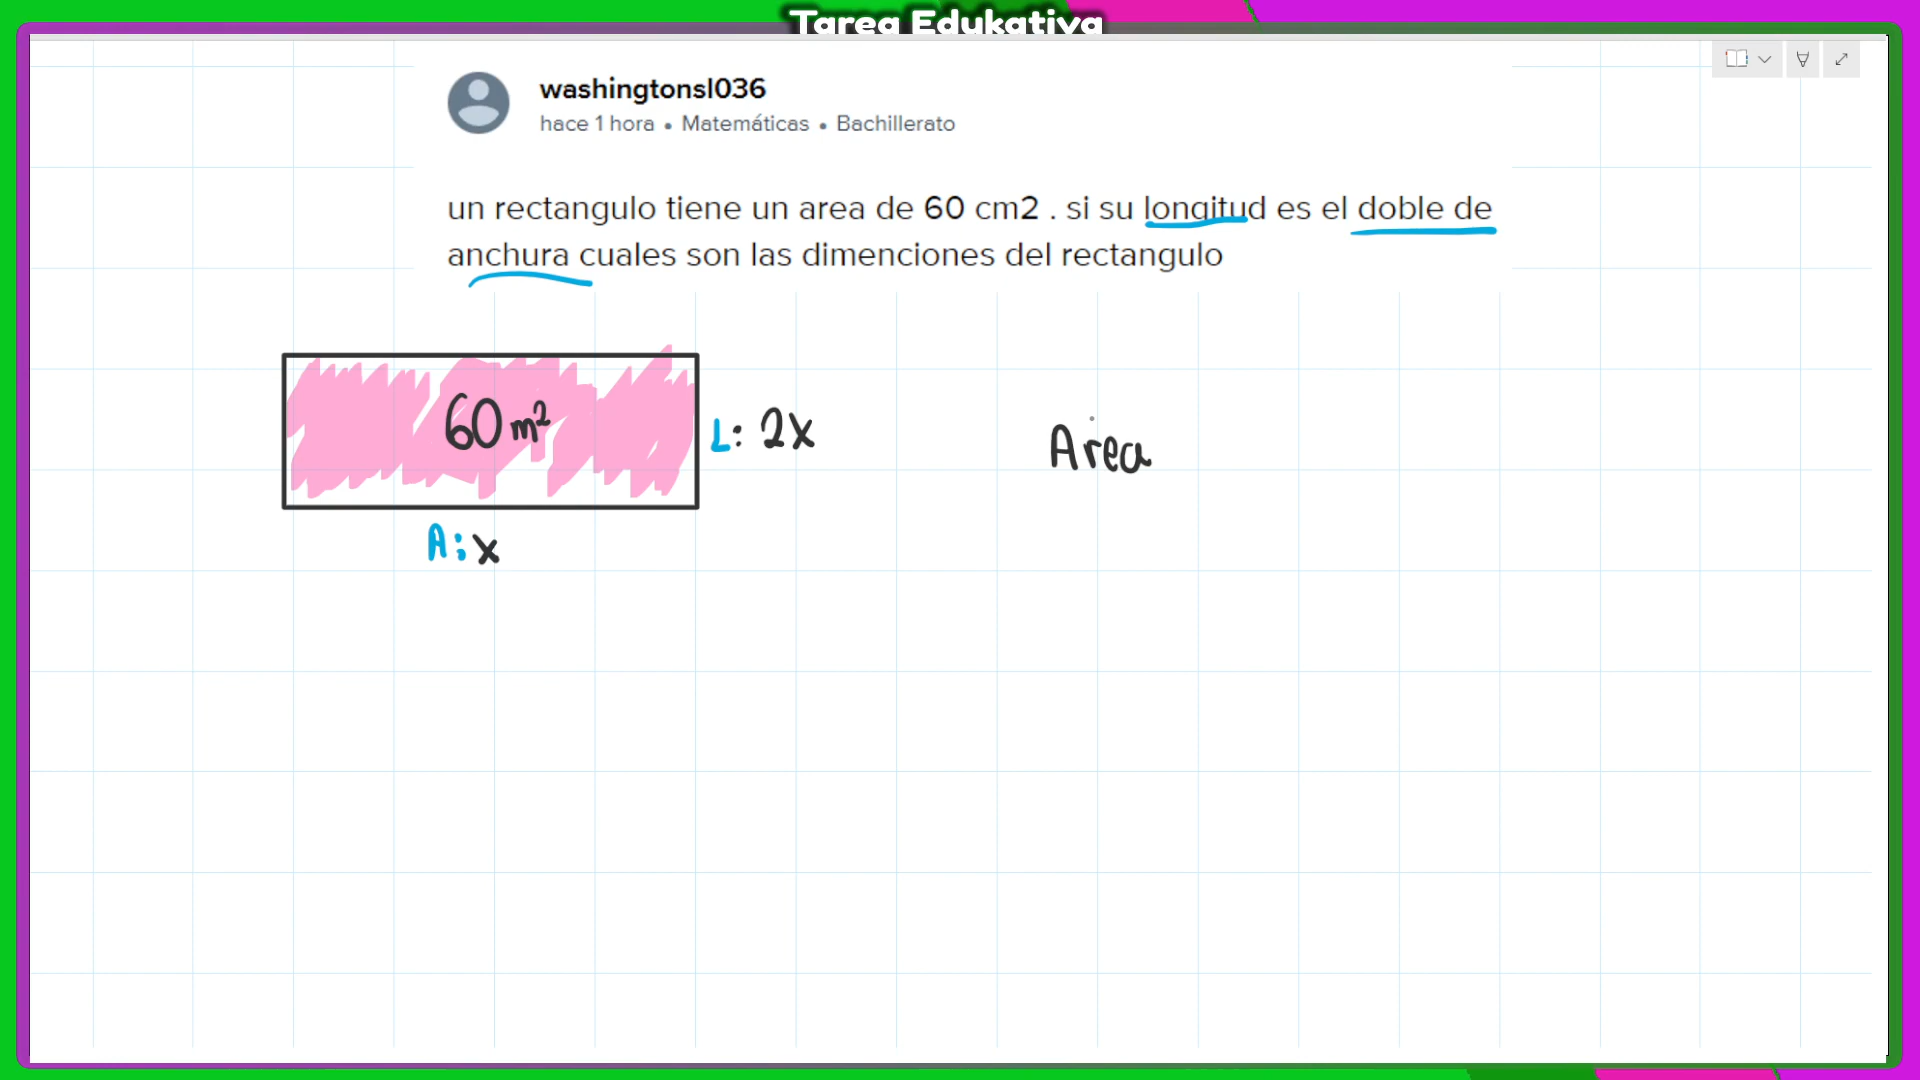 Tarea Edukativa
washingtonsl036
hace 1 hora • Matemáticas • Bachillerato
un rectangulo tiene un area de 60 cm2 . si su longitud es el doble de
anchura cuales son las dimenciones del rectangulo
60 m²
L: 2x
Area
A: x